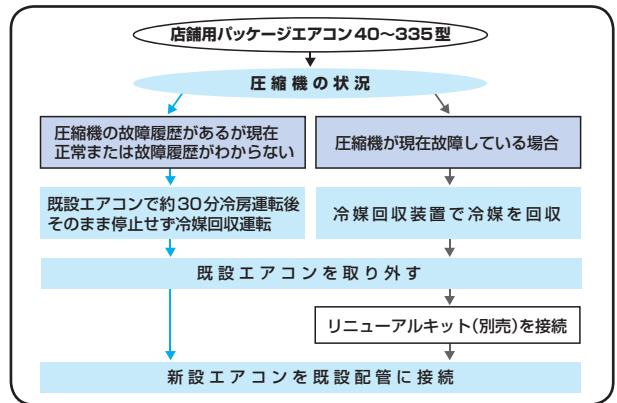 店舗用パッケージエアコン40～335型
圧縮機の状況
圧縮機の故障履歴があるが現在
正常または故障履歴がわからない
圧縮機が現在故障している場合
既設エアコンで約30分冷房運転後
そのまま停止せず冷媒回収運転
冷媒回収装置で冷媒を回収
既設エアコンを取り外す
リニューアルキット(別売)を接続
新設エアコンを既設配管に接続